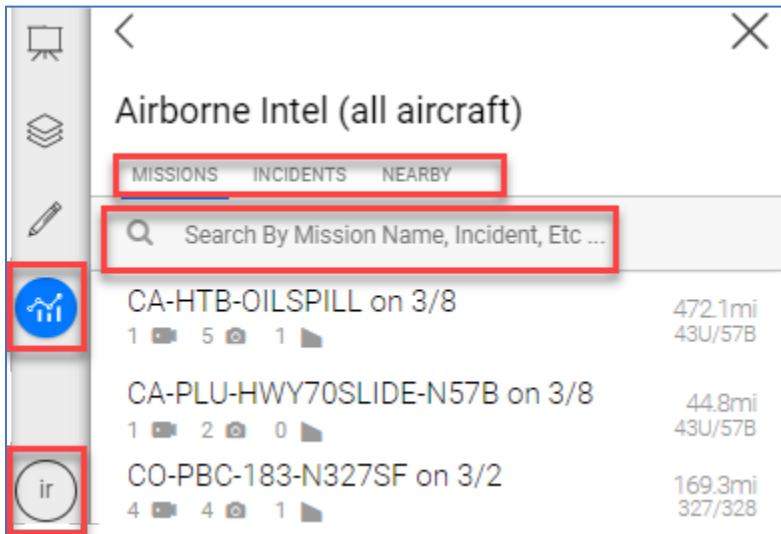 Airborne Intel (all aircraft)
MISSIONS INCIDENTS NEARBY
Search By Mission Name, Incident, Etc ...
CA-HTB-OILSPILL on 3/8
472.1mi
1 5 1
43U/57B
CA-PLU-HWY70SLIDE-N57B on 3/8
44.8mi
1 2 0
43U/57B
CO-PBC-183-N327SF on 3/2
169.3mi
4 4 1
327/328
ir